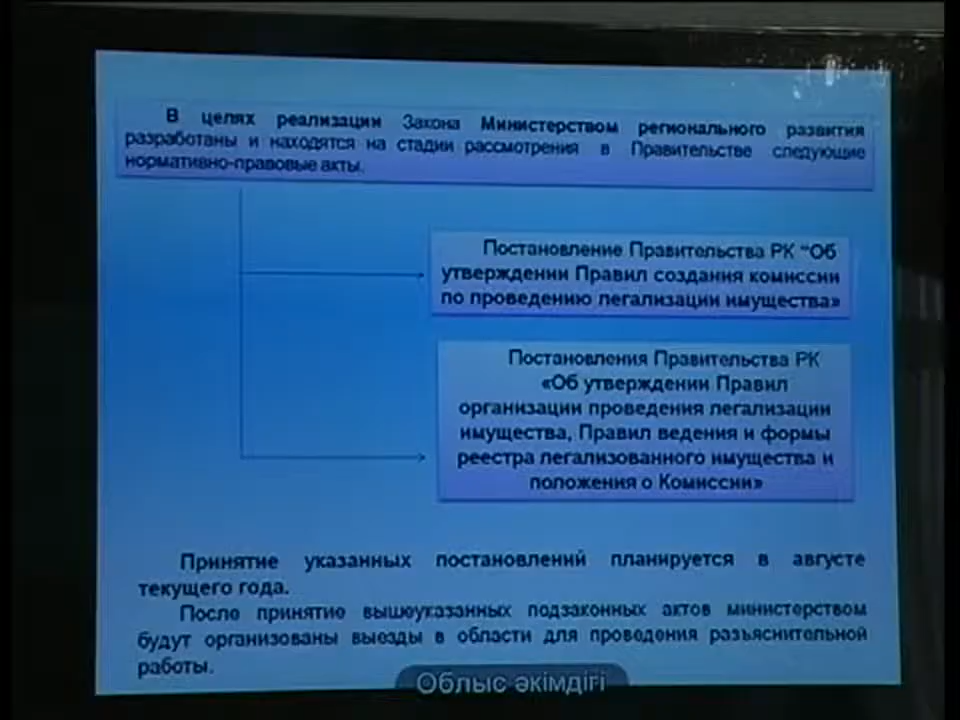 В целях реализации Закона Министерством регионального развития
разработаны и находятся на стадии рассмотрения в Правительстве следующие
нормативно-правовые акты.
Постановление Правительства РК “Об
утверждении Правил создания комиссии
по проведению легализации имущества»
Постановления Правительства РК
«Об утверждении Правил
организации проведения легализации
имущества, Правил ведения и формы
реестра легализованного имущества и
положения о Комиссии»
Принятие указанных постановлений планируется в августе
текущего года.
После принятие вышеуказанных подзаконных актов министерством
будут организованы выезды в области для проведения разъяснительной
работы.
Облыс әкімдігі